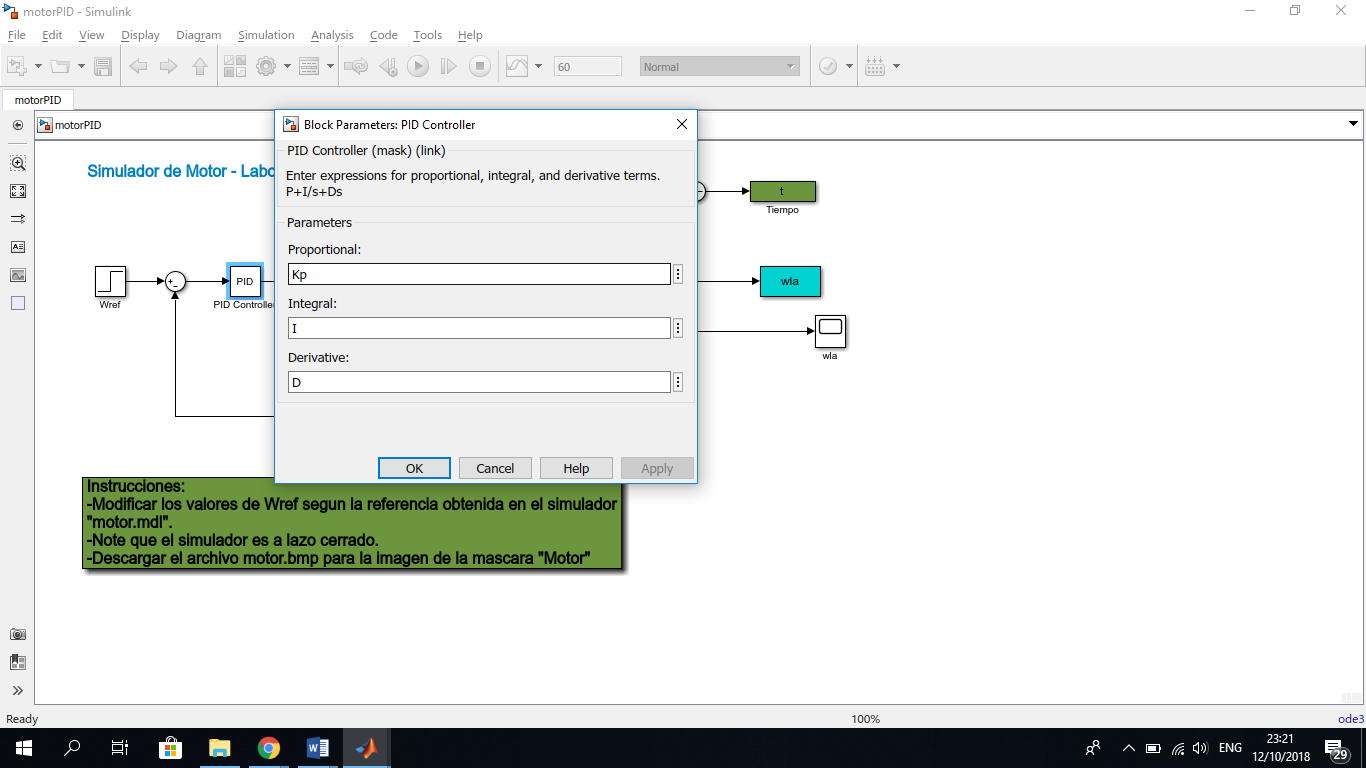 motorPID - Simulink
File Edit View Display Diagram Simulation Analysis Code Tools Help
60
Normal
motorPID
motorPID
Block Parameters: PID Controller
PID Controller (mask) (link)
Enter expressions for proportional, integral, and derivative terms.
P+I/s+Ds
Parameters
Proportional:
Kp
Integral:
I
Derivative:
D
OK Cancel Help Apply
Simulador de Motor - Labo
t
Tiempo
Wref
+
-
PID
PID Controlle
wla
wla
Instrucciones:
-Modificar los valores de Wref segun la referencia obtenida en el simulador
"motor.mdl".
-Note que el simulador es a lazo cerrado.
-Descargar el archivo motor.bmp para la imagen de la mascara "Motor"
Ready 100% ode3
ENG
23:21
12/10/2018
29